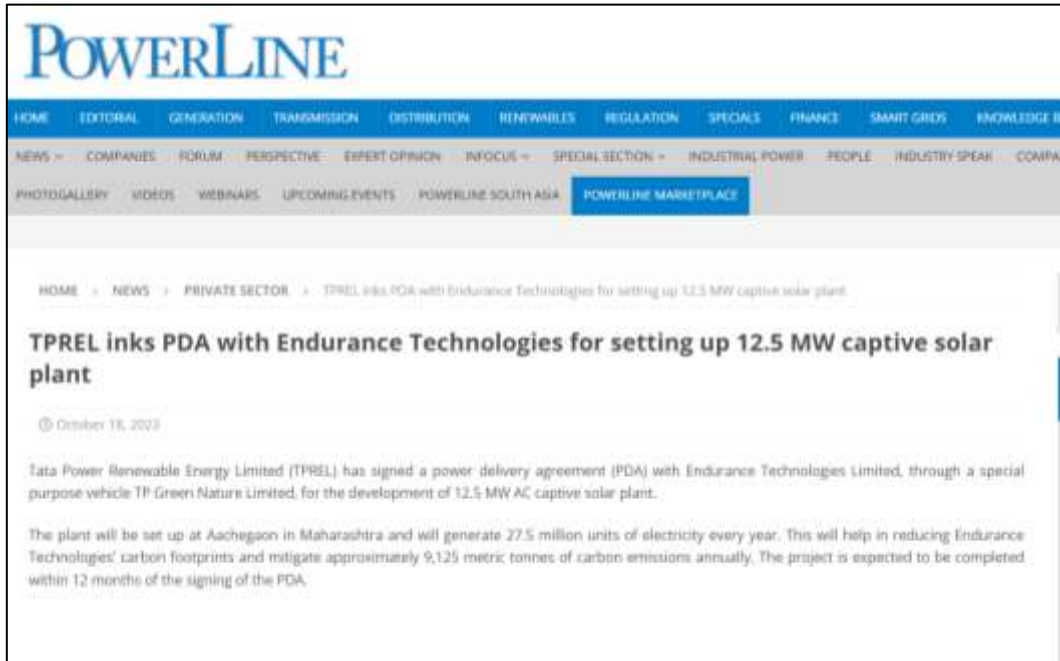 POWERLINE
HOME EDITORIAL GENERATION TRANSMISSION DISTRIBUTION RENEWABLES REGULATION SPECIALS FINANCE SMART GRIDS KNOWLEDGE
NEWS COMPANIES FORUM PERSPECTIVE EXPERT OPINION INFOCUS SPECIAL SECTION INDUSTRIAL POWER PEOPLE INDUSTRY SPEAK COMPA
PHOTOGALLERY VIDEOS WEBINARS UPCOMING EVENTS POWERLINE SOUTH ASIA POWERLINE MARKETPLACE
HOME > NEWS > PRIVATE SECTOR > TPREL inks PDA with Endurance Technologies for setting up 12.5 MW captive solar plant
TPREL inks PDA with Endurance Technologies for setting up 12.5 MW captive solar
plant
October 18, 2023
Tata Power Renewable Energy Limited (TPREL) has signed a power delivery agreement (PDA) with Endurance Technologies Limited, through a special
purpose vehicle TP Green Nature Limited, for the development of 12.5 MW AC captive solar plant.
The plant will be set up at Aachegaon in Maharashtra and will generate 27.5 million units of electricity every year. This will help in reducing Endurance
Technologies' carbon footprints and mitigate approximately 9,125 metric tonnes of carbon emissions annually. The project is expected to be completed
within 12 months of the signing of the PDA.